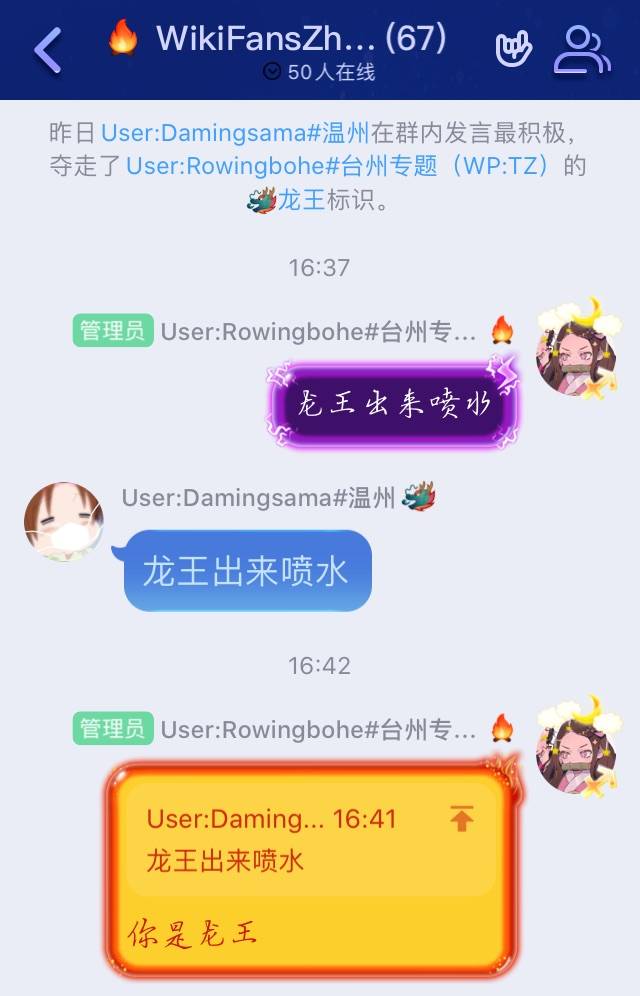 WikiFansZh... (67)
50人在线
昨日User:Damingsama#温州在群内发言最积极,
夺走了User:Rowingbohe#台州专题（WP:TZ）的
龙王标识。
16:37
管理员 User:Rowingbohe#台州专...
龙王出来喷水
User:Damingsama#温州
龙王出来喷水
16:42
管理员 User:Rowingbohe#台州专...
User:Daming... 16:41
龙王出来喷水
你是龙王